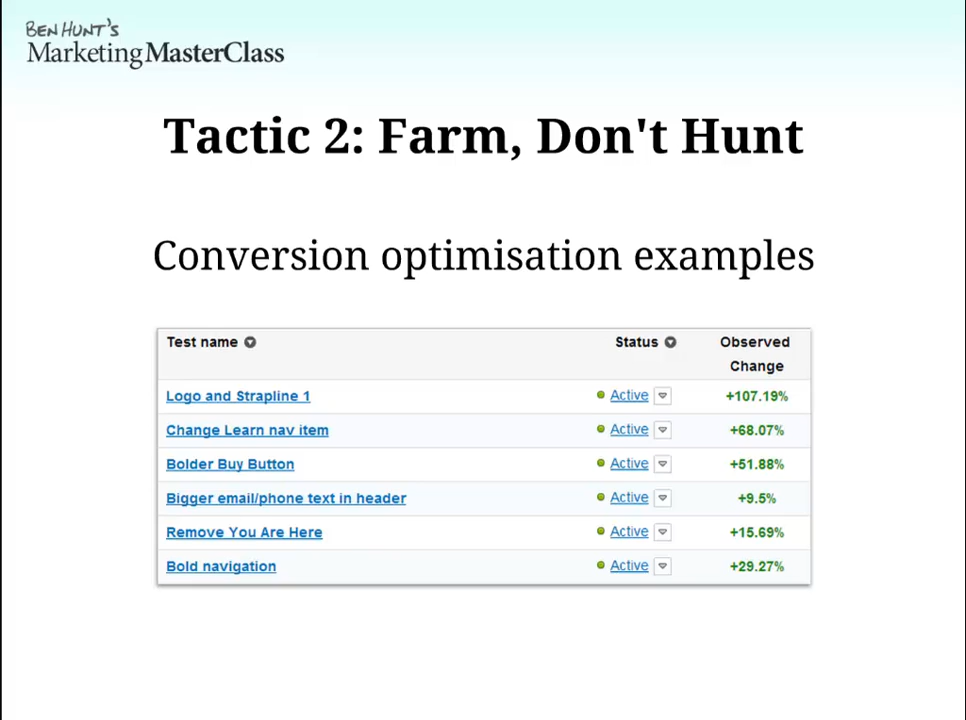 BEN HUNT'S
Marketing MasterClass
Tactic 2: Farm, Don't Hunt
Conversion optimisation examples
Test name Status Observed
Change
Logo and Strapline 1 Active +107.19%
Change Learn nav item Active +68.07%
Bolder Buy Button Active +51.88%
Bigger email/phone text in header Active +9.5%
Remove You Are Here Active +15.69%
Bold navigation Active +29.27%